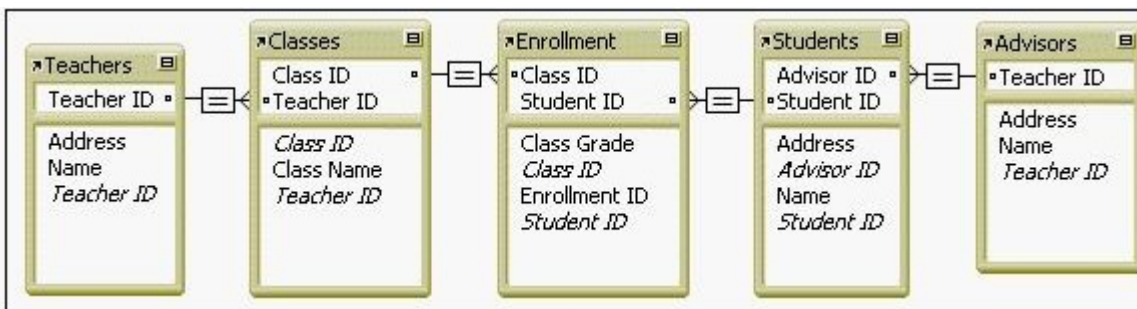 Teachers
Teacher ID
Address
Name
Teacher ID
Classes
Class ID
Teacher ID
Class ID
Class Name
Teacher ID
Enrollment
Class ID
Student ID
Class Grade
Class ID
Enrollment ID
Student ID
Students
Advisor ID
Student ID
Address
Advisor ID
Name
Student ID
Advisors
Teacher ID
Address
Name
Teacher ID